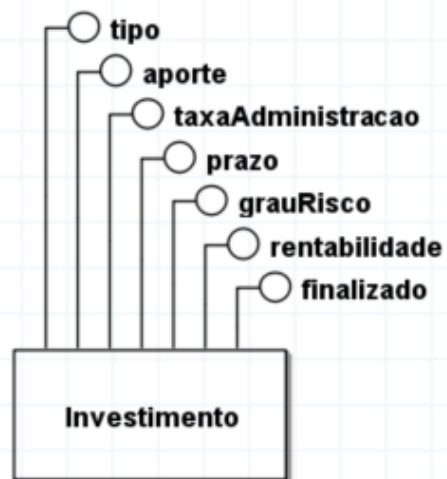 tipo
aporte
taxaAdministracao
prazo
grauRisco
rentabilidade
finalizado
Investimento